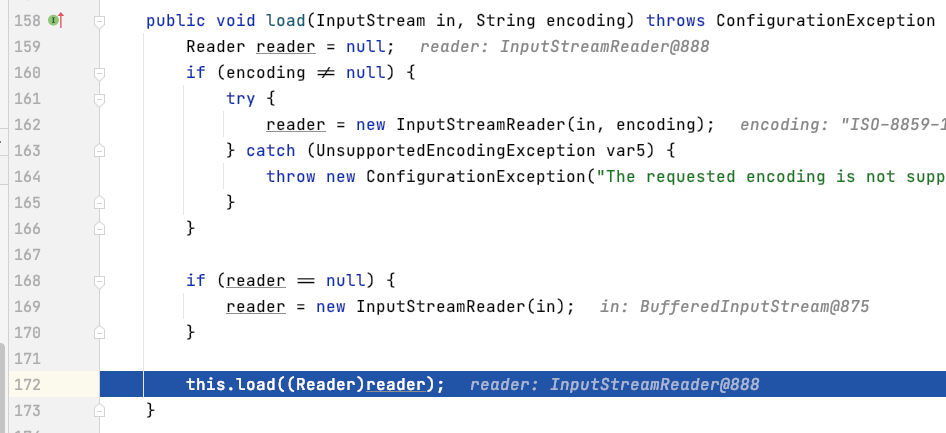 158 public void load(InputStream in, String encoding) throws ConfigurationException
159 Reader reader = null; reader: InputStreamReader@888
160 if (encoding ≠ null) {
161 try {
162 reader = new InputStreamReader(in, encoding); encoding: "ISO-8859-1
163 } catch (UnsupportedEncodingException var5) {
164 throw new ConfigurationException("The requested encoding is not supp
165 }
166 }
167
168 if (reader == null) {
169 reader = new InputStreamReader(in); in: BufferedInputStream@875
170 }
171
172 this.load((Reader)reader); reader: InputStreamReader@888
173 }